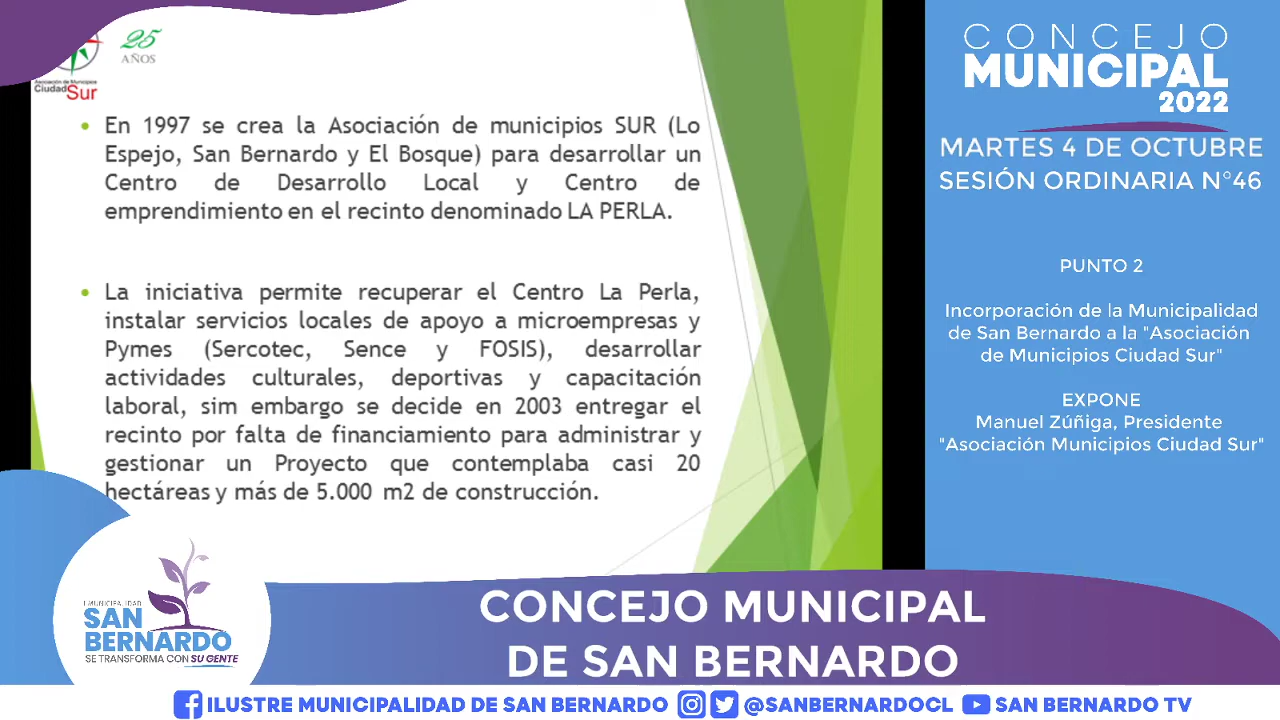 25
AÑOS
Asociación de Municipios
CiudadSur
• En 1997 se crea la Asociación de municipios SUR (Lo
Espejo, San Bernardo y El Bosque) para desarrollar un
Centro de Desarrollo Local y Centro de
emprendimiento en el recinto denominado LA PERLA.
• La iniciativa permite recuperar el Centro La Perla,
instalar servicios locales de apoyo a microempresas y
Pymes (Sercotec, Sence y FOSIS), desarrollar
actividades culturales, deportivas y capacitación
laboral, sim embargo se decide en 2003 entregar el
recinto por falta de financiamiento para administrar y
gestionar un Proyecto que contemplaba casi 20
hectáreas y más de 5.000 m2 de construcción.
CONCEJO
MUNICIPAL
2022
MARTES 4 DE OCTUBRE
SESIÓN ORDINARIA N°46
PUNTO 2
Incorporación de la Municipalidad
de San Bernardo a la "Asociación
de Municipios Ciudad Sur"
EXPONE
Manuel Zúñiga, Presidente
"Asociación Municipios Ciudad Sur"
I.MUNICIPALIDAD
SAN
BERNARDO
SE TRANSFORMA CON SU GENTE
CONCEJO MUNICIPAL
DE SAN BERNARDO
ILUSTRE MUNICIPALIDAD DE SAN BERNARDO @SANBERNARDOCL SAN BERNARDO TV